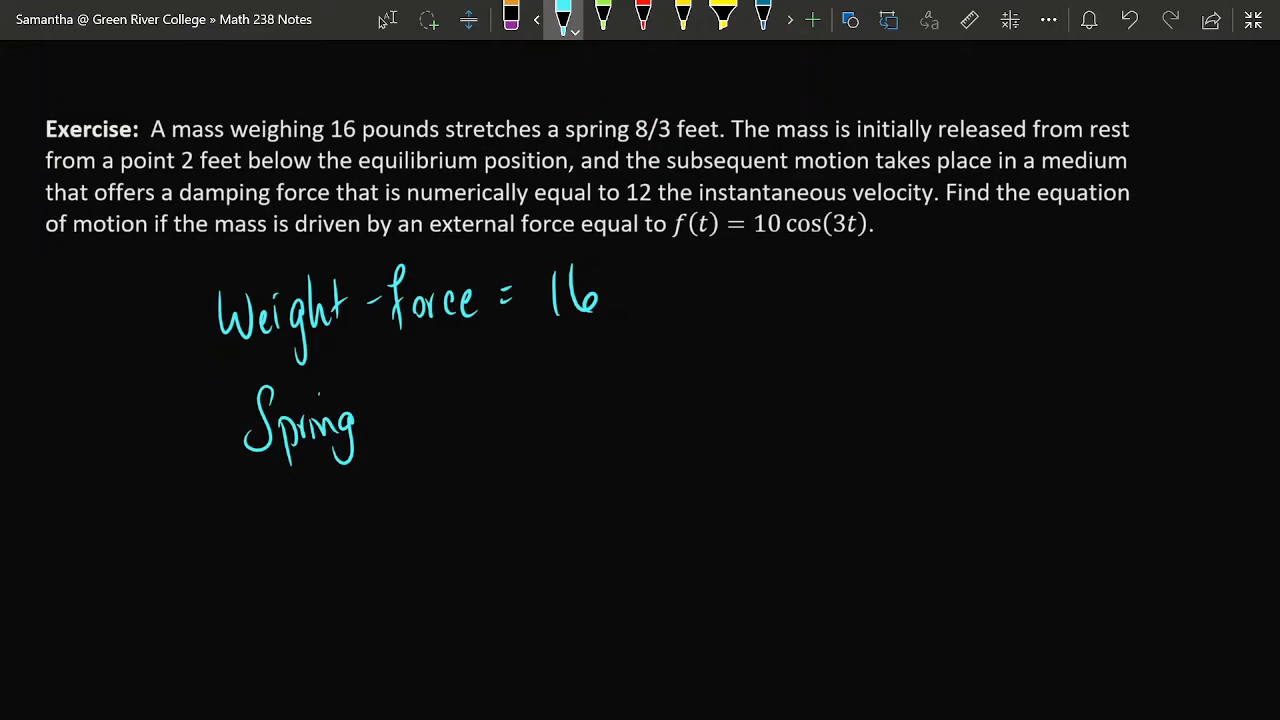 Samantha @ Green River College » Math 238 Notes
Exercise: A mass weighing 16 pounds stretches a spring 8/3 feet. The mass is initially released from rest
from a point 2 feet below the equilibrium position, and the subsequent motion takes place in a medium
that offers a damping force that is numerically equal to 12 the instantaneous velocity. Find the equation
of motion if the mass is driven by an external force equal to f(t) = 10 cos(3t).
Weight - force = 16
Spring